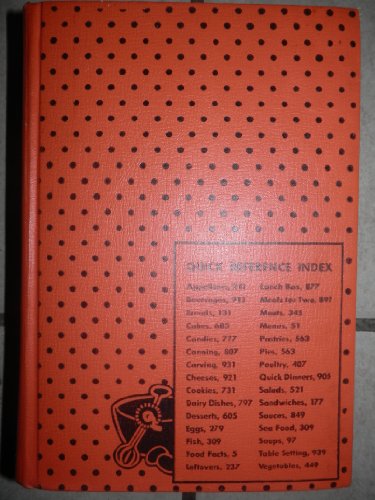 QUICK REFERENCE INDEX
Appetizers, 261 Lunch Box, 877
Beverages, 913 Meals for Two, 891
Breads, 131 Meats, 345
Cakes, 685 Menus, 51
Candies, 777 Pastries, 563
Canning, 807 Pies, 563
Carving, 931 Poultry, 407
Cheeses, 921 Quick Dinners, 905
Cookies, 731 Salads, 521
Dairy Dishes, 797 Sandwiches, 177
Desserts, 605 Sauces, 849
Eggs, 279 Sea Food, 309
Fish, 309 Soups, 97
Food Facts, 5 Table Setting, 939
Leftovers, 237 Vegetables, 449